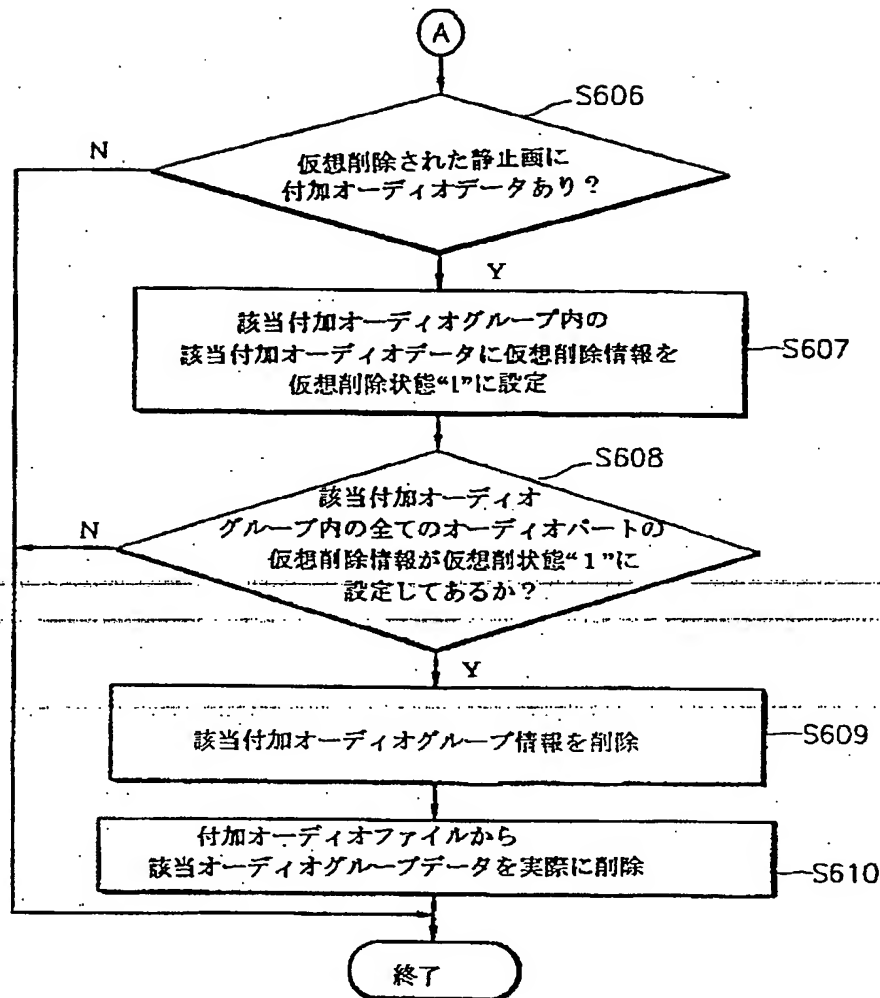 A
S606
N
仮想削除された静止画に
付加オーディオデータあり？
Y
該当付加オーディオグループ内の
該当付加オーディオデータに仮想削除情報を
仮想削除状態“1”に設定
S607
S608
該当付加オーディオ
グループ内の全てのオーディオパートの
仮想削除情報が仮想削状態“1”に
設定してあるか？
N
Y
該当付加オーディオグループ情報を削除
S609
付加オーディオファイルから
該当オーディオグループデータを実際に削除
S610
終了